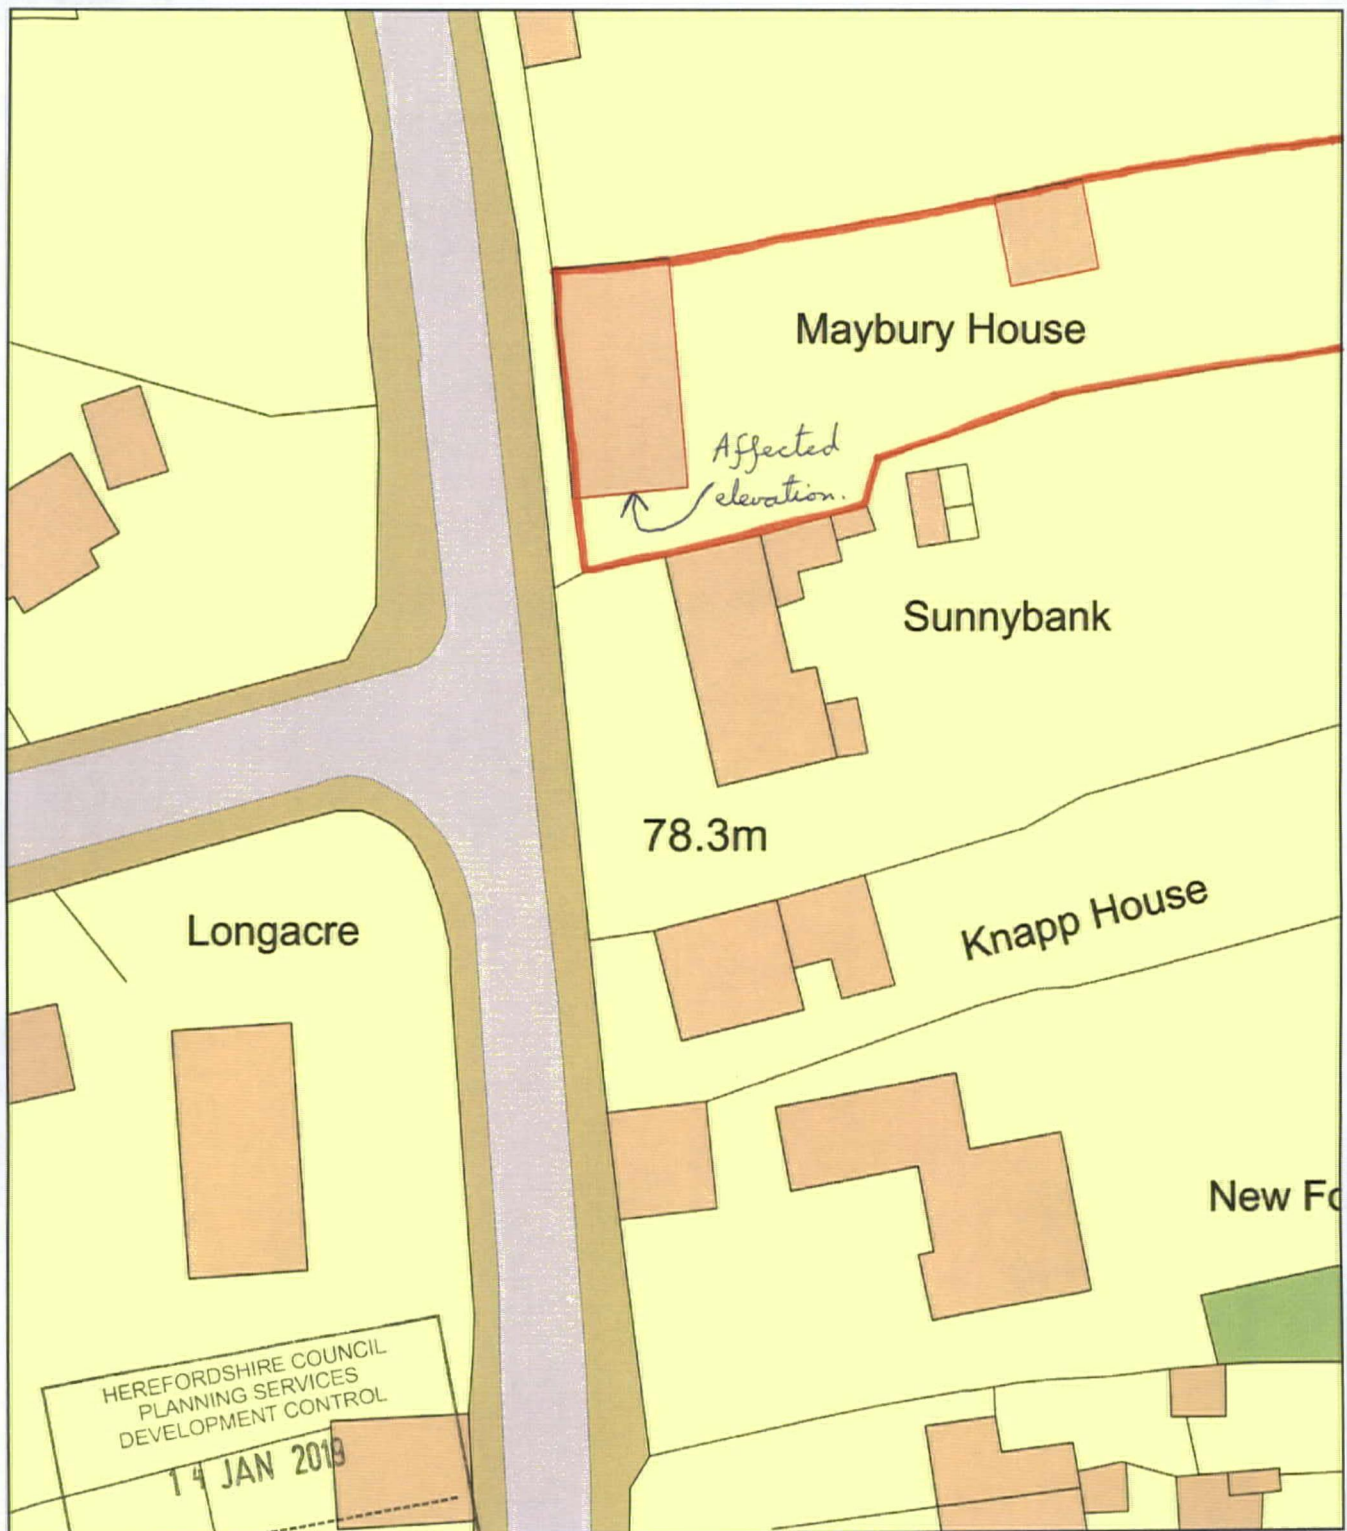 Maybury House
Affected
elevation.
Sunnybank
78.3m
Knapp House
Longacre
New Fo
HEREFORDSHIRE COUNCIL
PLANNING SERVICES
DEVELOPMENT CONTROL
14 JAN 2019